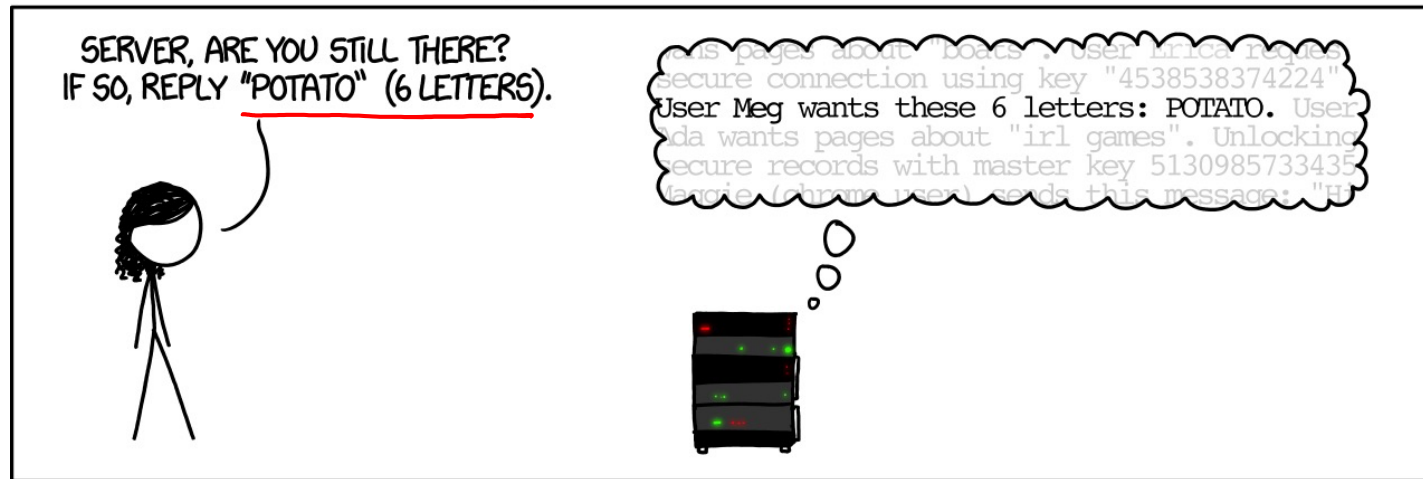 SERVER, ARE YOU STILL THERE?
IF SO, REPLY "POTATO" (6 LETTERS).
pages about "boats". User Erica reques
secure connection using key "4538538374224"
User Meg wants these 6 letters: POTATO. User
Ada wants pages about "irl games". Unlocking
secure records with master key 5130985733435
Maggie (chrome user) sends this message: "Hi